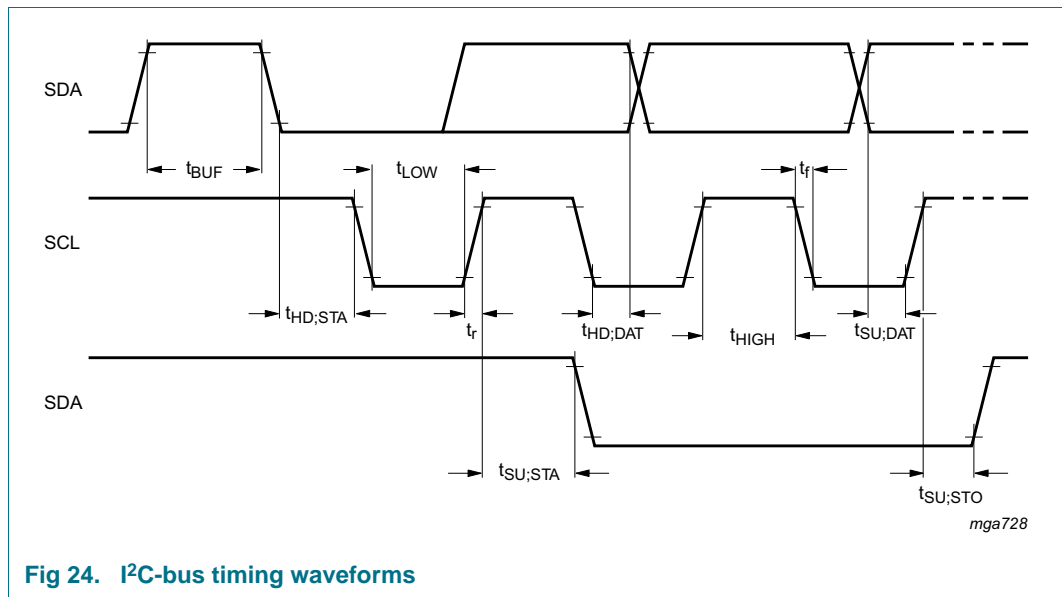 SDA
tBUF
tLOW
tf
SCL
tHD;STA
tr
tHD;DAT
tHIGH
tSU;DAT
SDA
tSU;STA
tSU;STO
mga728
Fig 24. I2C-bus timing waveforms